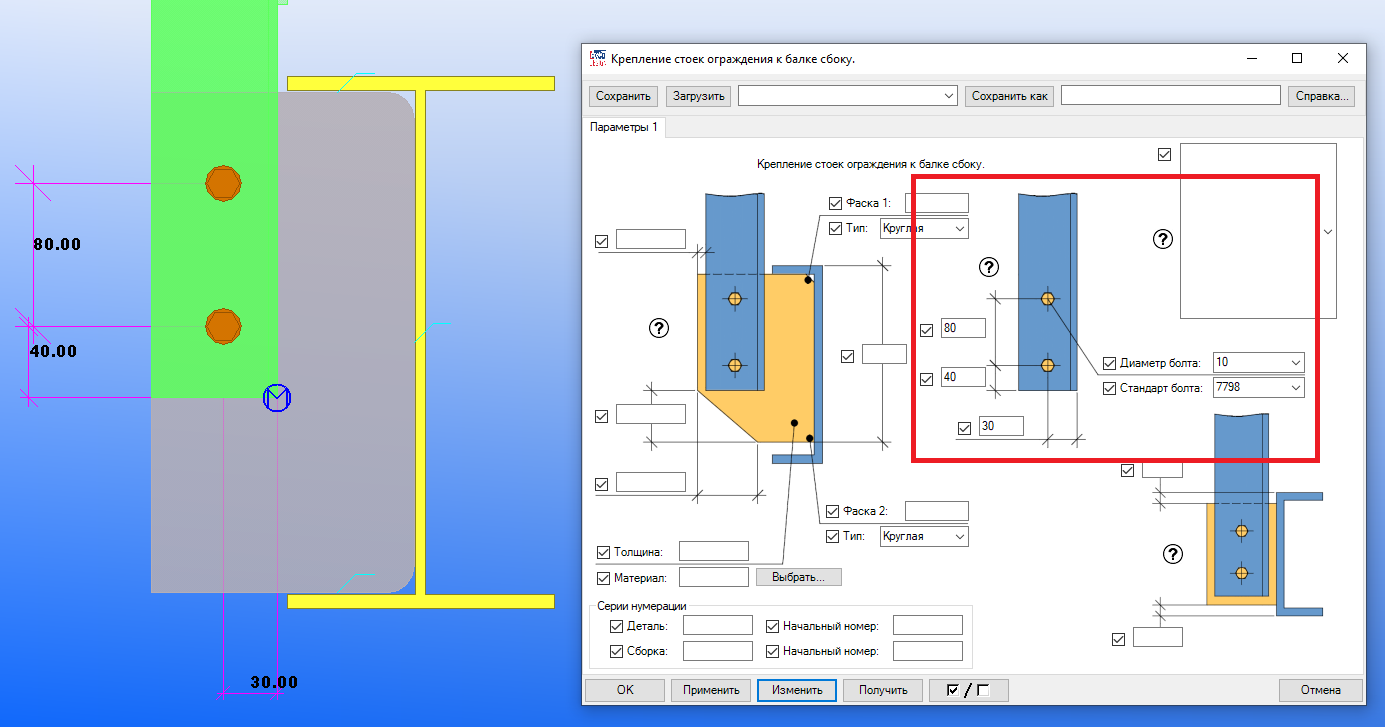 80.00
40.00
30.00
Крепление стоек ограждения к балке сбоку.
Сохранить
Загрузить
Сохранить как
Справка...
Параметры 1
Крепление стоек ограждения к балке сбоку.
Фаска 1:
Тип: Круглая
?
?
?
80
40
30
Диаметр болта: 10
Стандарт болта: 7798
Фаска 2:
Тип: Круглая
?
Толщина:
Материал: Выбрать...
Серии нумерации
Деталь: Начальный номер:
Сборка: Начальный номер:
OK
Применить
Изменить
Получить
/
Отмена